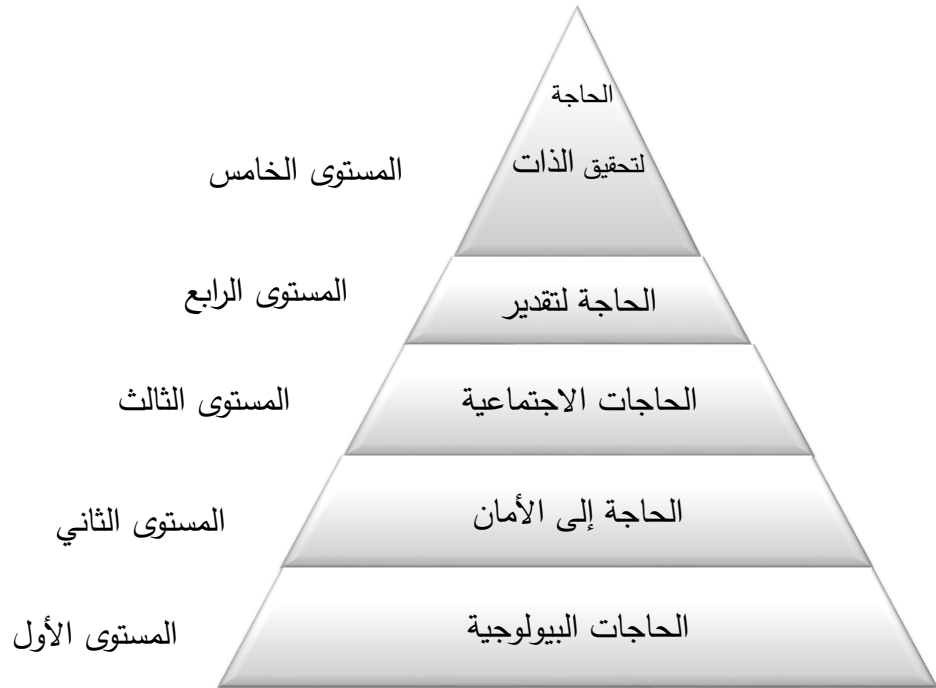 الحاجة
لتحقيق الذات
المستوى الخامس
الحاجة لتقدير
المستوى الرابع
الحاجات الاجتماعية
المستوى الثالث
الحاجة إلى الأمان
المستوى الثاني
الحاجات البيولوجية
المستوى الأول